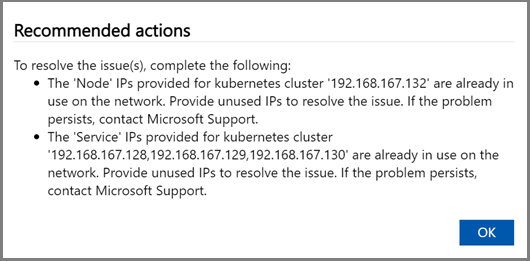 Recommended actions
To resolve the issue(s), complete the following:
• The 'Node' IPs provided for kubernetes cluster '192.168.167.132' are already in
use on the network. Provide unused IPs to resolve the issue. If the problem
persists, contact Microsoft Support.
• The 'Service' IPs provided for kubernetes cluster
'192.168.167.128,192.168.167.129,192.168.167.130' are already in use on the
network. Provide unused IPs to resolve the issue. If the problem persists,
contact Microsoft Support.
OK